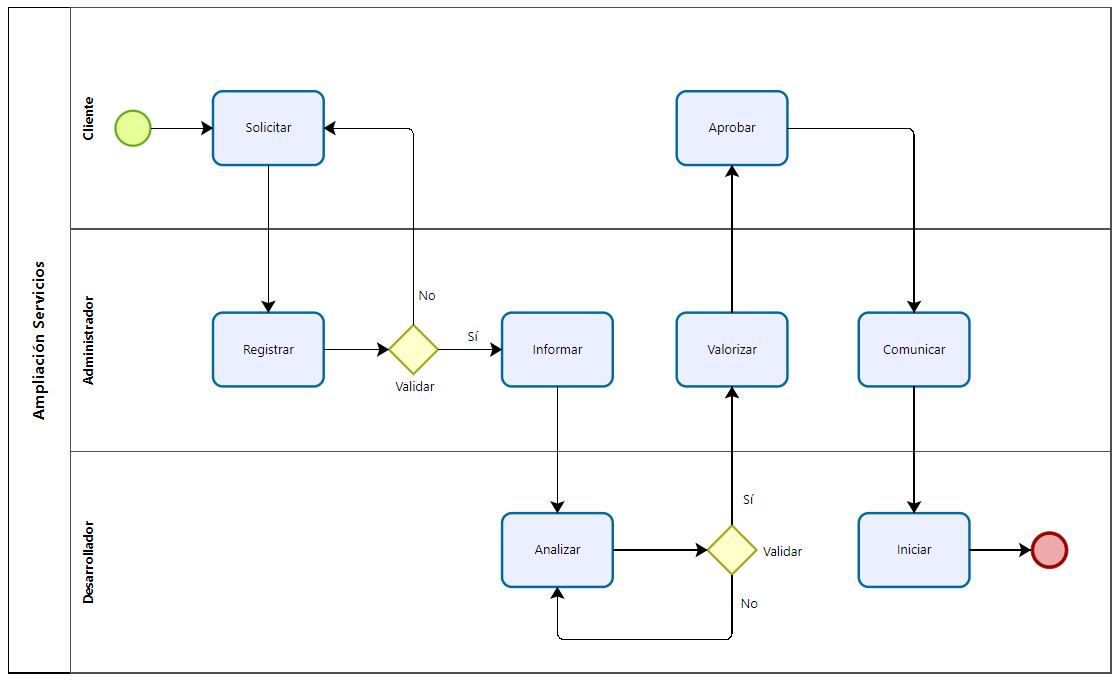 Ampliación Servicios
Cliente
Solicitar
Aprobar
Administrador
No
Registrar
Validar
Sí
Informar
Valorizar
Comunicar
Desarrollador
Analizar
Sí
Validar
No
Iniciar